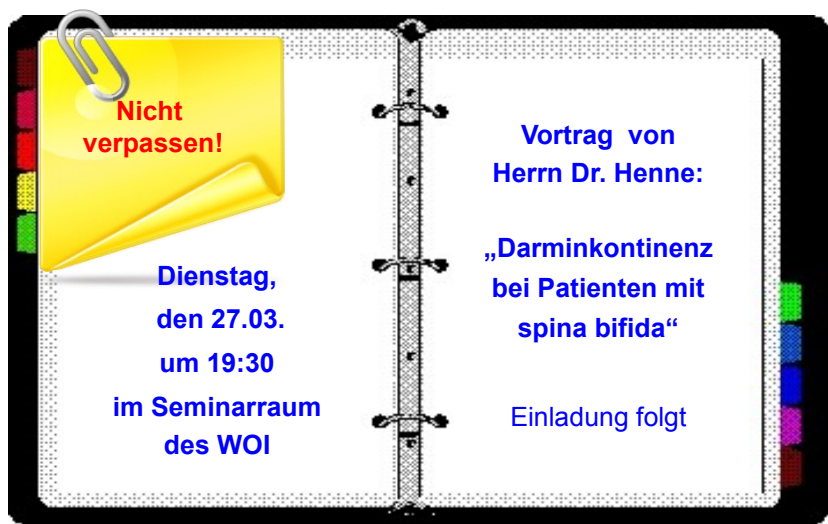 Nicht
verpassen!
Dienstag,
den 27.03.
um 19:30
im Seminarraum
des WOI
Vortrag von
Herrn Dr. Henne:
„Darminkontinenz
bei Patienten mit
spina bifida“
Einladung folgt